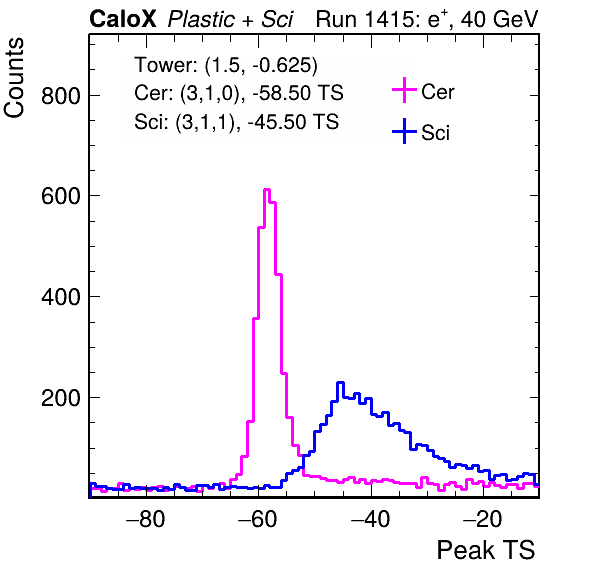 CaloX Plastic + Sci Run 1415: e⁺, 40 GeV
Counts
Tower: (1.5, -0.625)
Cer: (3,1,0), -58.50 TS
Sci: (3,1,1), -45.50 TS
Cer
Sci
800
600
400
200
−80 −60 −40 −20
Peak TS